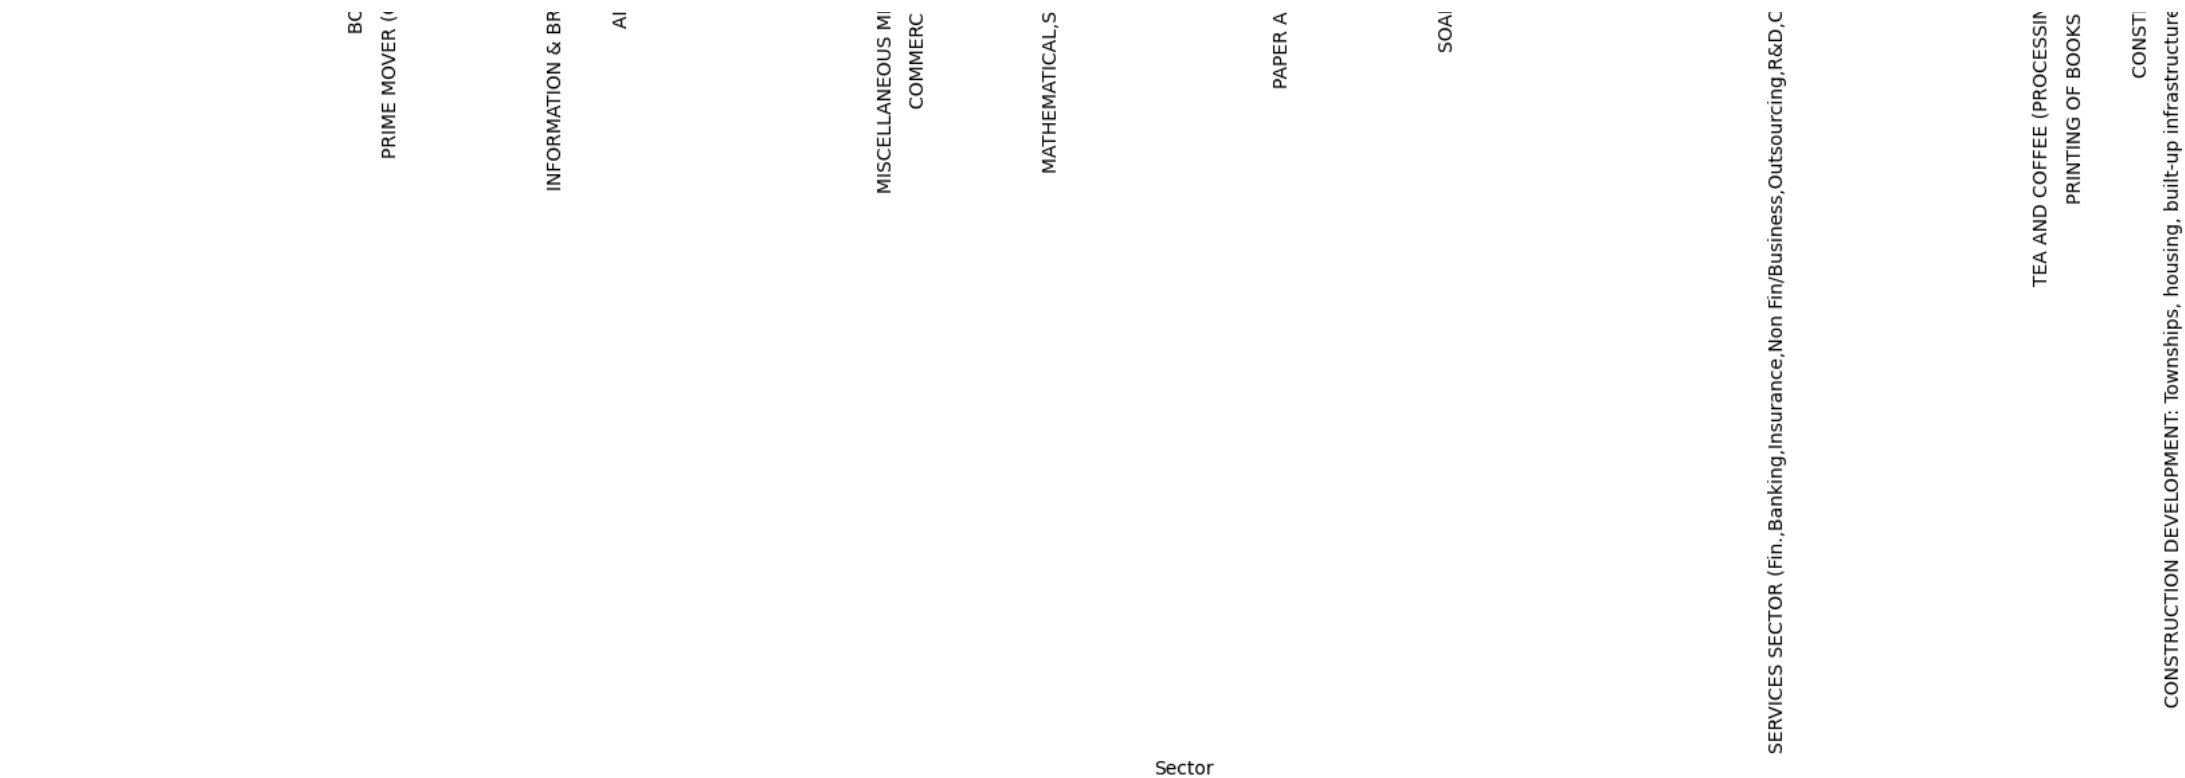 BO
PRIME MOVER (
INFORMATION & BR
AI
MISCELLANEOUS M
COMMERC
MATHEMATICAL,S
PAPER A
SOA
SERVICES SECTOR (Fin.,Banking,Insurance,Non Fin/Business,Outsourcing,R&D,C
TEA AND COFFEE (PROCESSIN
PRINTING OF BOOKS
CONST
CONSTRUCTION DEVELOPMENT: Townships, housing, built-up infrastructure
Sector